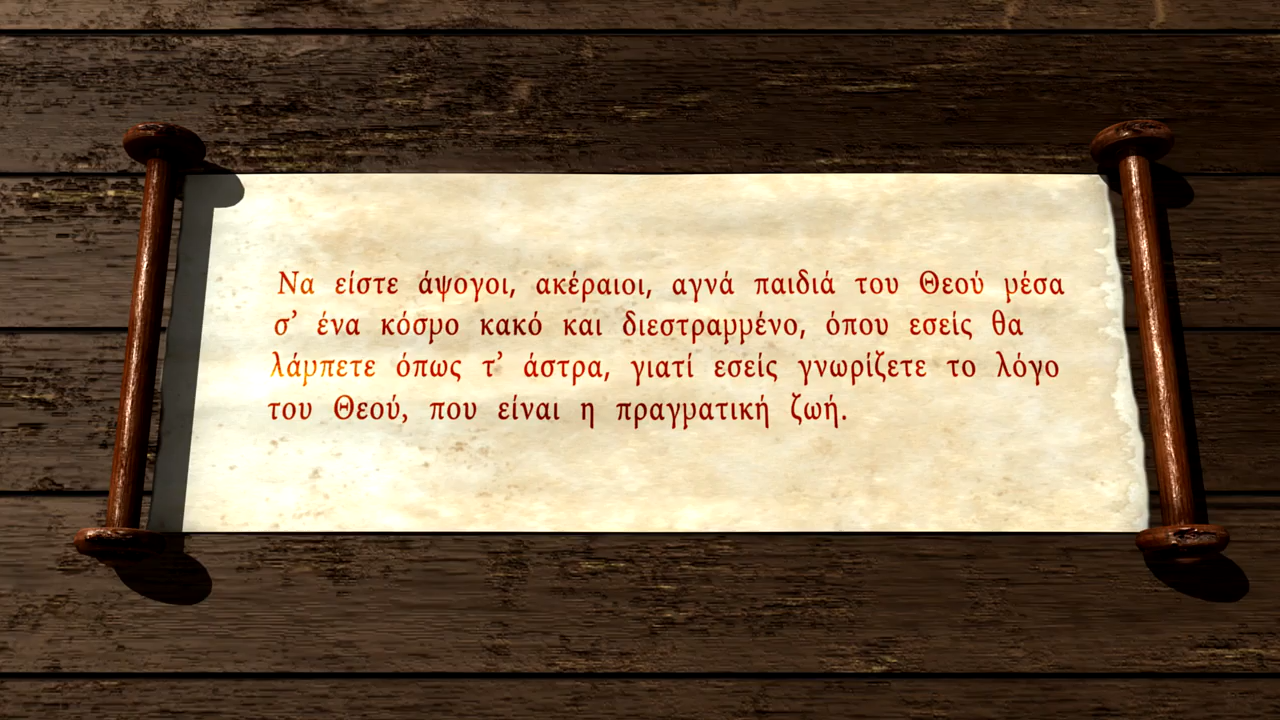 Να είστε άψογοι, ακέραιοι, αγνά παιδιά του Θεού μέσα
σ’ ένα κόσμο κακό και διεστραμμένο, όπου εσείς θα
λάμπετε όπως τ’ άστρα, γιατί εσείς γνωρίζετε το λόγο
του Θεού, που είναι η πραγματική ζωή.